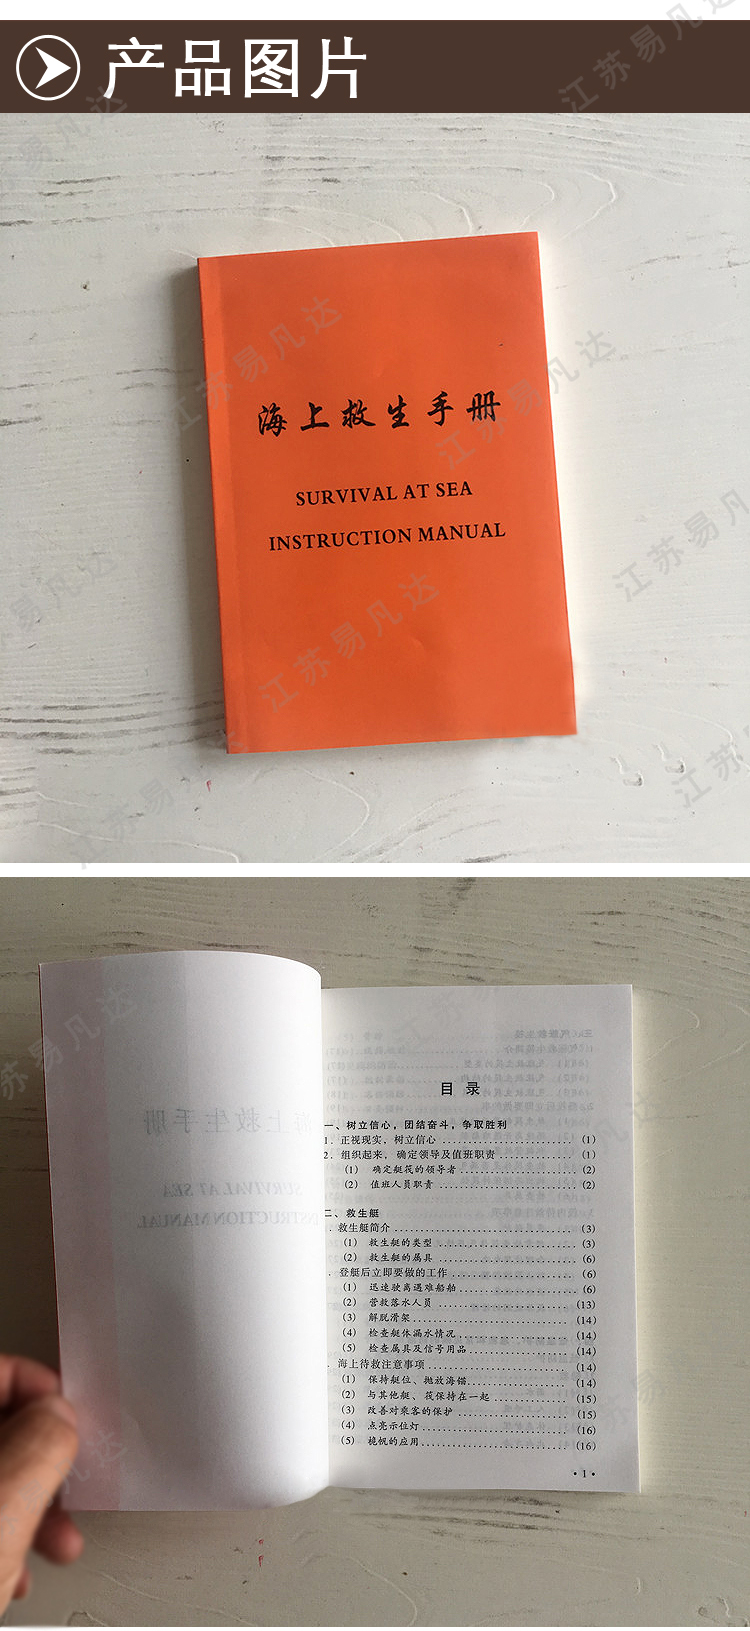 产品图片
海上救生手册
SURVIVAL AT SEA
INSTRUCTION MANUAL
江苏易凡达
目 录
一、树立信心，团结奋斗，争取胜利
1. 正视现实，树立信心 (1)
2. 组织起来，确定领导及值班职责 (1)
(1) 确定艇筏的领导者 (2)
(2) 值班人员职责 (2)
二、救生艇
. 救生艇简介 (3)
(1) 救生艇的类型 (3)
(2) 救生艇的属具 (6)
. 登艇后立即要做的工作 (6)
(1) 迅速驶离遇难船舶 (6)
(2) 营救落水人员 (13)
(3) 解脱滑架 (14)
(4) 检查艇体漏水情况 (14)
(5) 检查属具及信号用品 (14)
. 海上待救注意事项 (14)
(1) 保持艇位、抛放海锚 (14)
(2) 与其他艇、筏保持在一起 (15)
(3) 改善对乘客的保护 (15)
(4) 点亮示位灯 (16)
(5) 桅帆的应用 (16)
· 1 ·